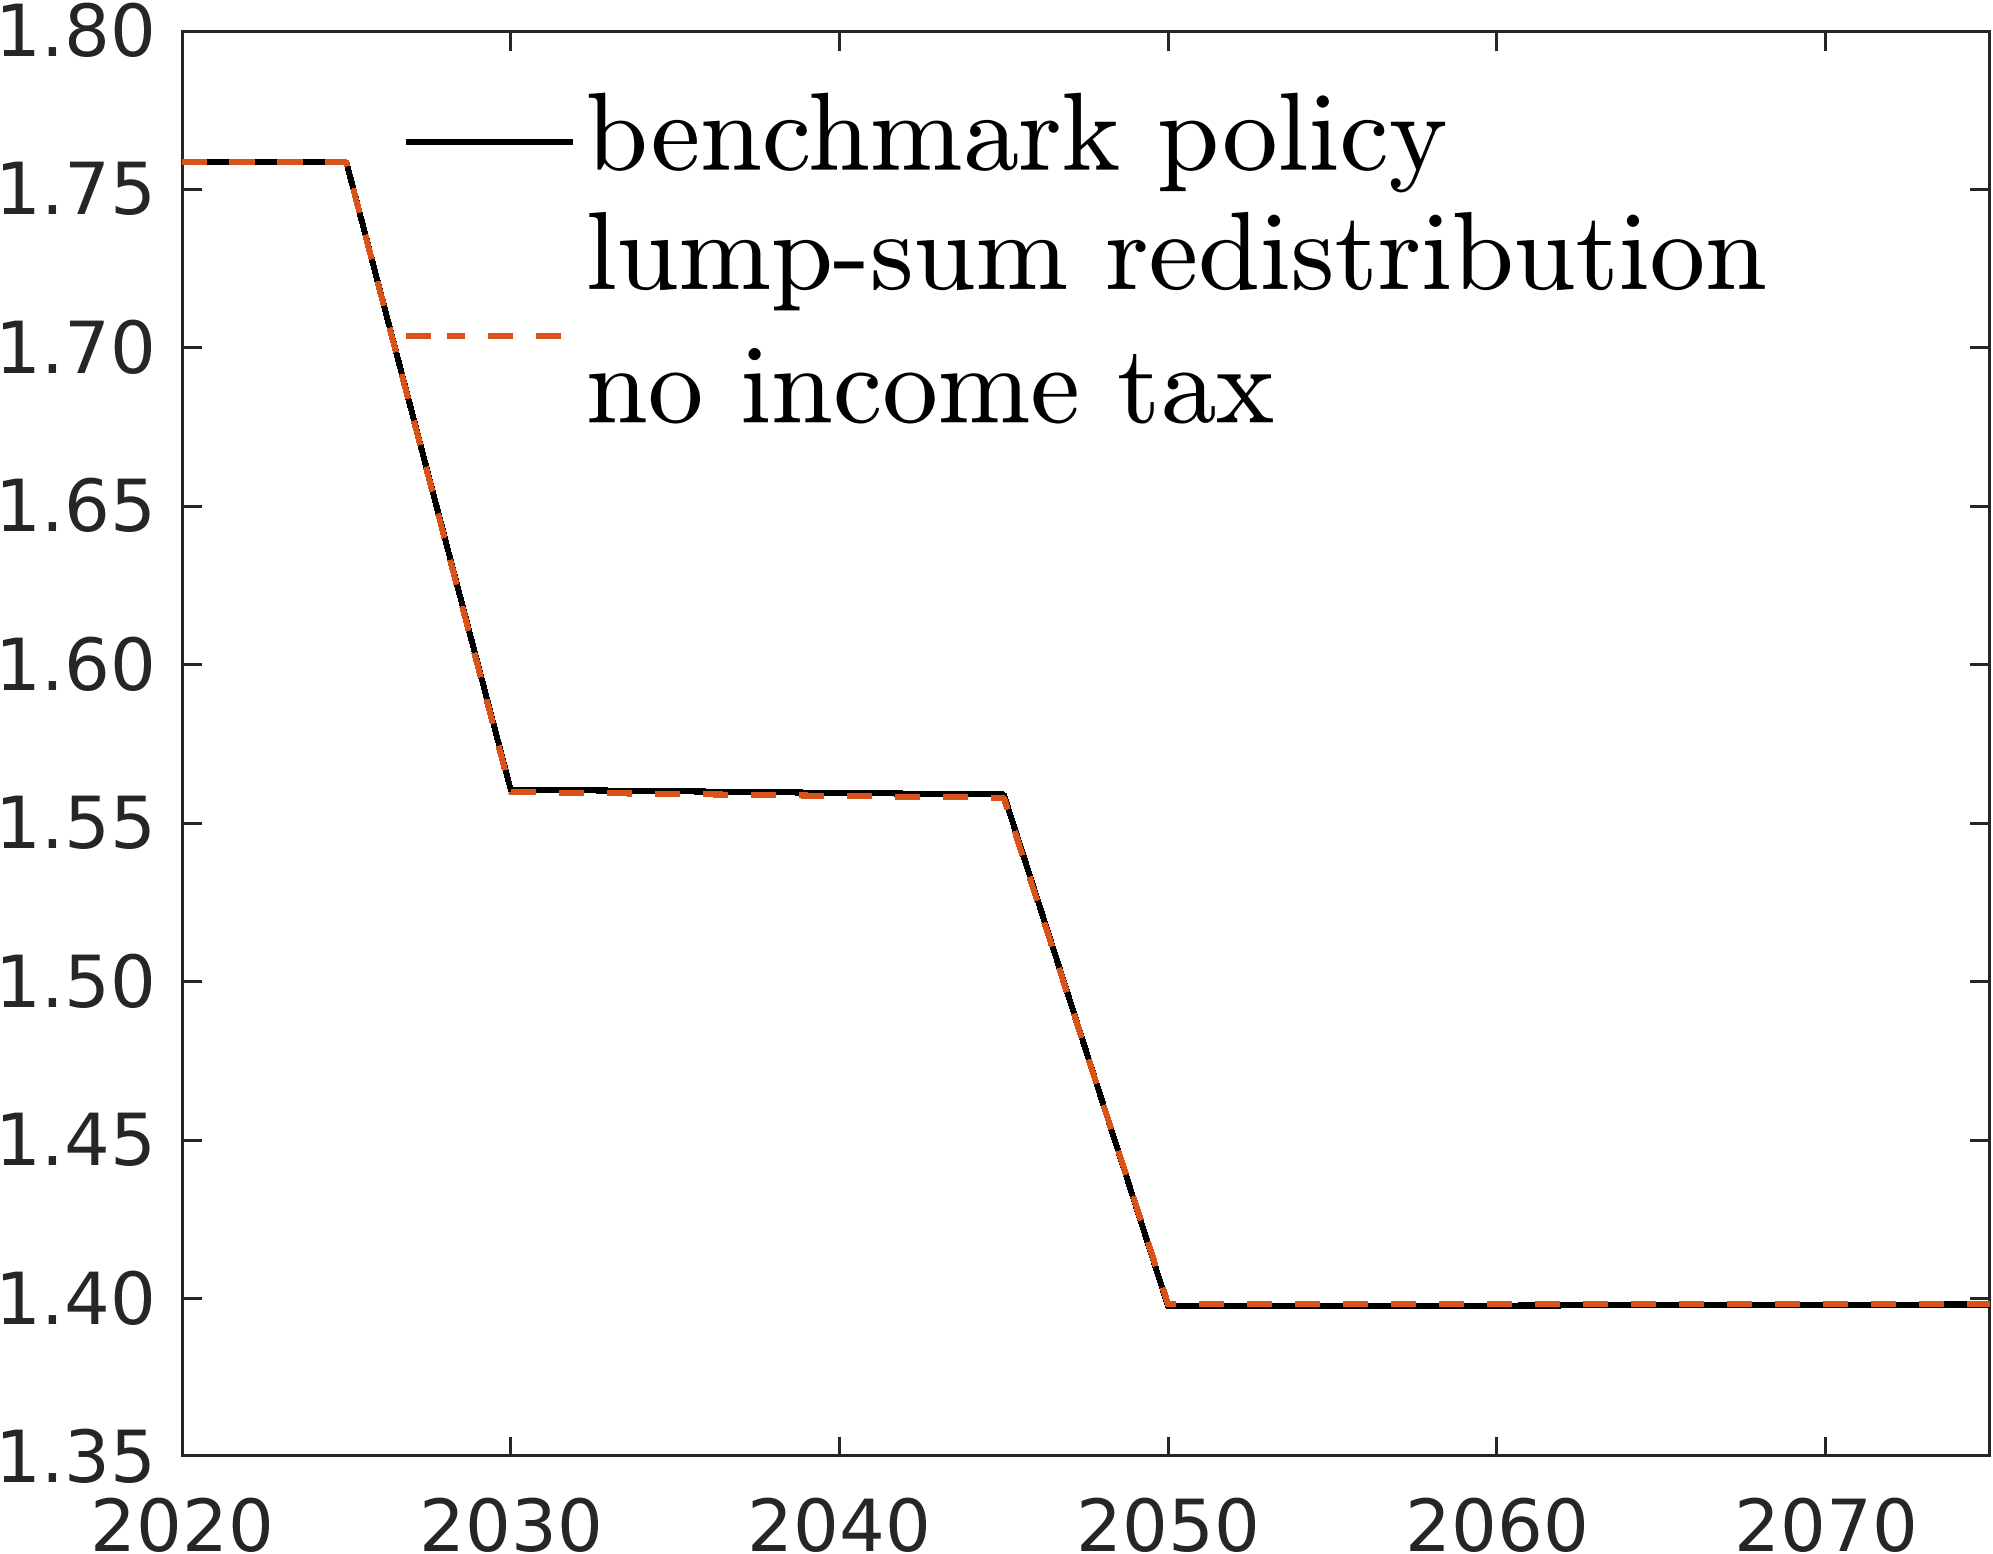 1.80
benchmark policy
1.75
lump-sum redistribution
1.70
no income tax
1.65
1.60
1.55
1.50
1.45
1.40
1.35
2020 2030 2040 2050 2060 2070